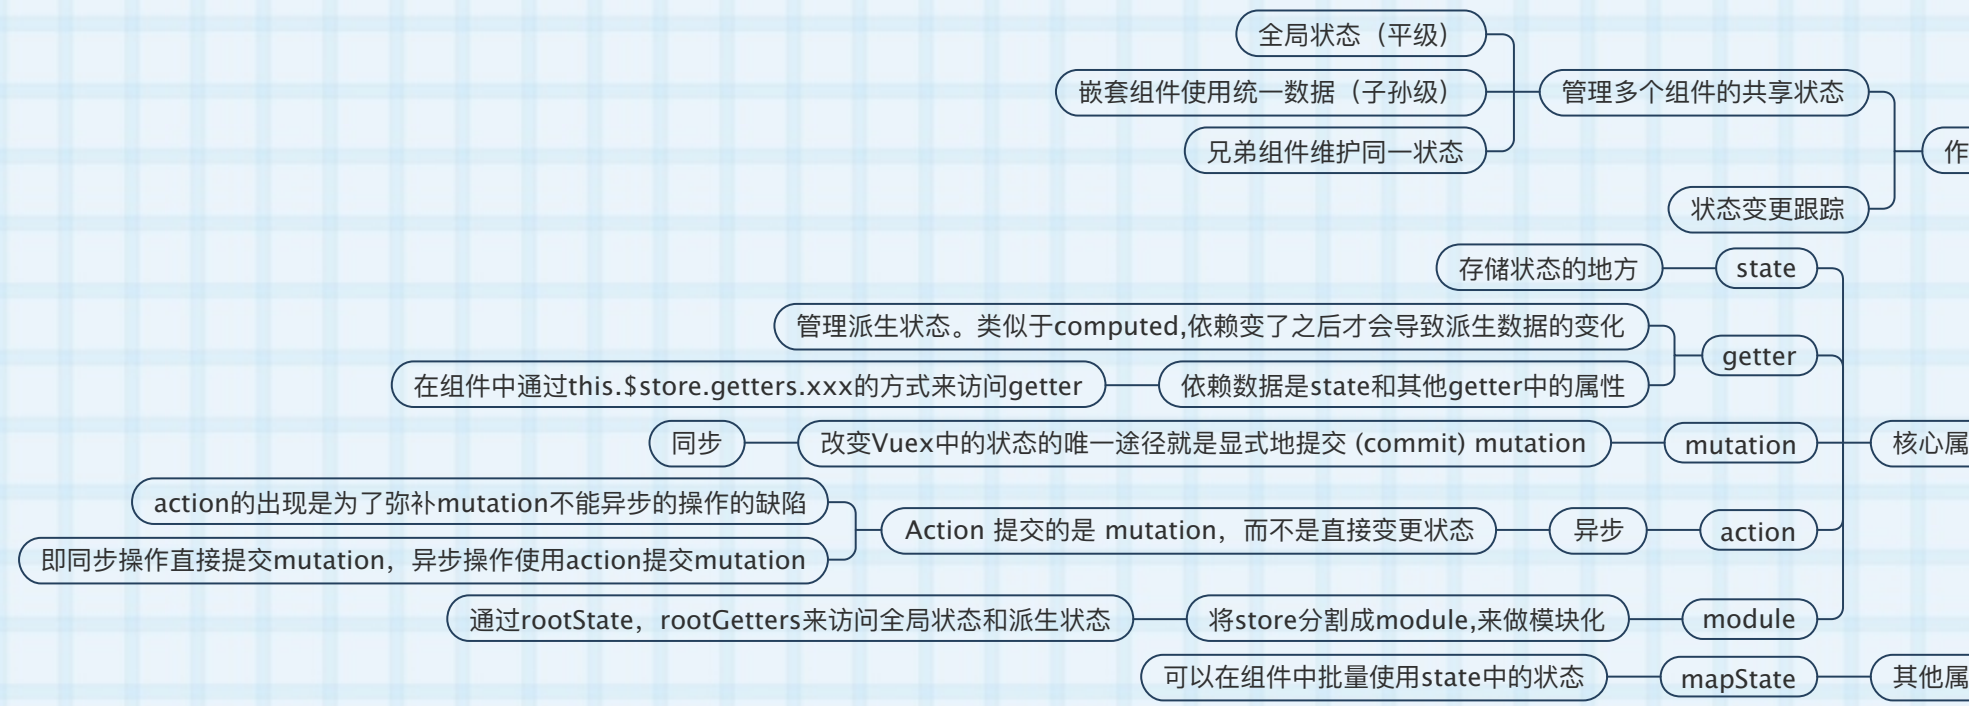 全局状态（平级）
嵌套组件使用统一数据（子孙级）
管理多个组件的共享状态
兄弟组件维护同一状态
作
状态变更跟踪
存储状态的地方
state
管理派生状态。类似于computed,依赖变了之后才会导致派生数据的变化
getter
在组件中通过this.$store.getters.xxx的方式来访问getter
依赖数据是state和其他getter中的属性
同步
改变Vuex中的状态的唯一途径就是显式地提交 (commit) mutation
mutation
核心属
action的出现是为了弥补mutation不能异步的操作的缺陷
Action 提交的是 mutation，而不是直接变更状态
异步
action
即同步操作直接提交mutation，异步操作使用action提交mutation
通过rootState，rootGetters来访问全局状态和派生状态
将store分割成module,来做模块化
module
可以在组件中批量使用state中的状态
mapState
其他属